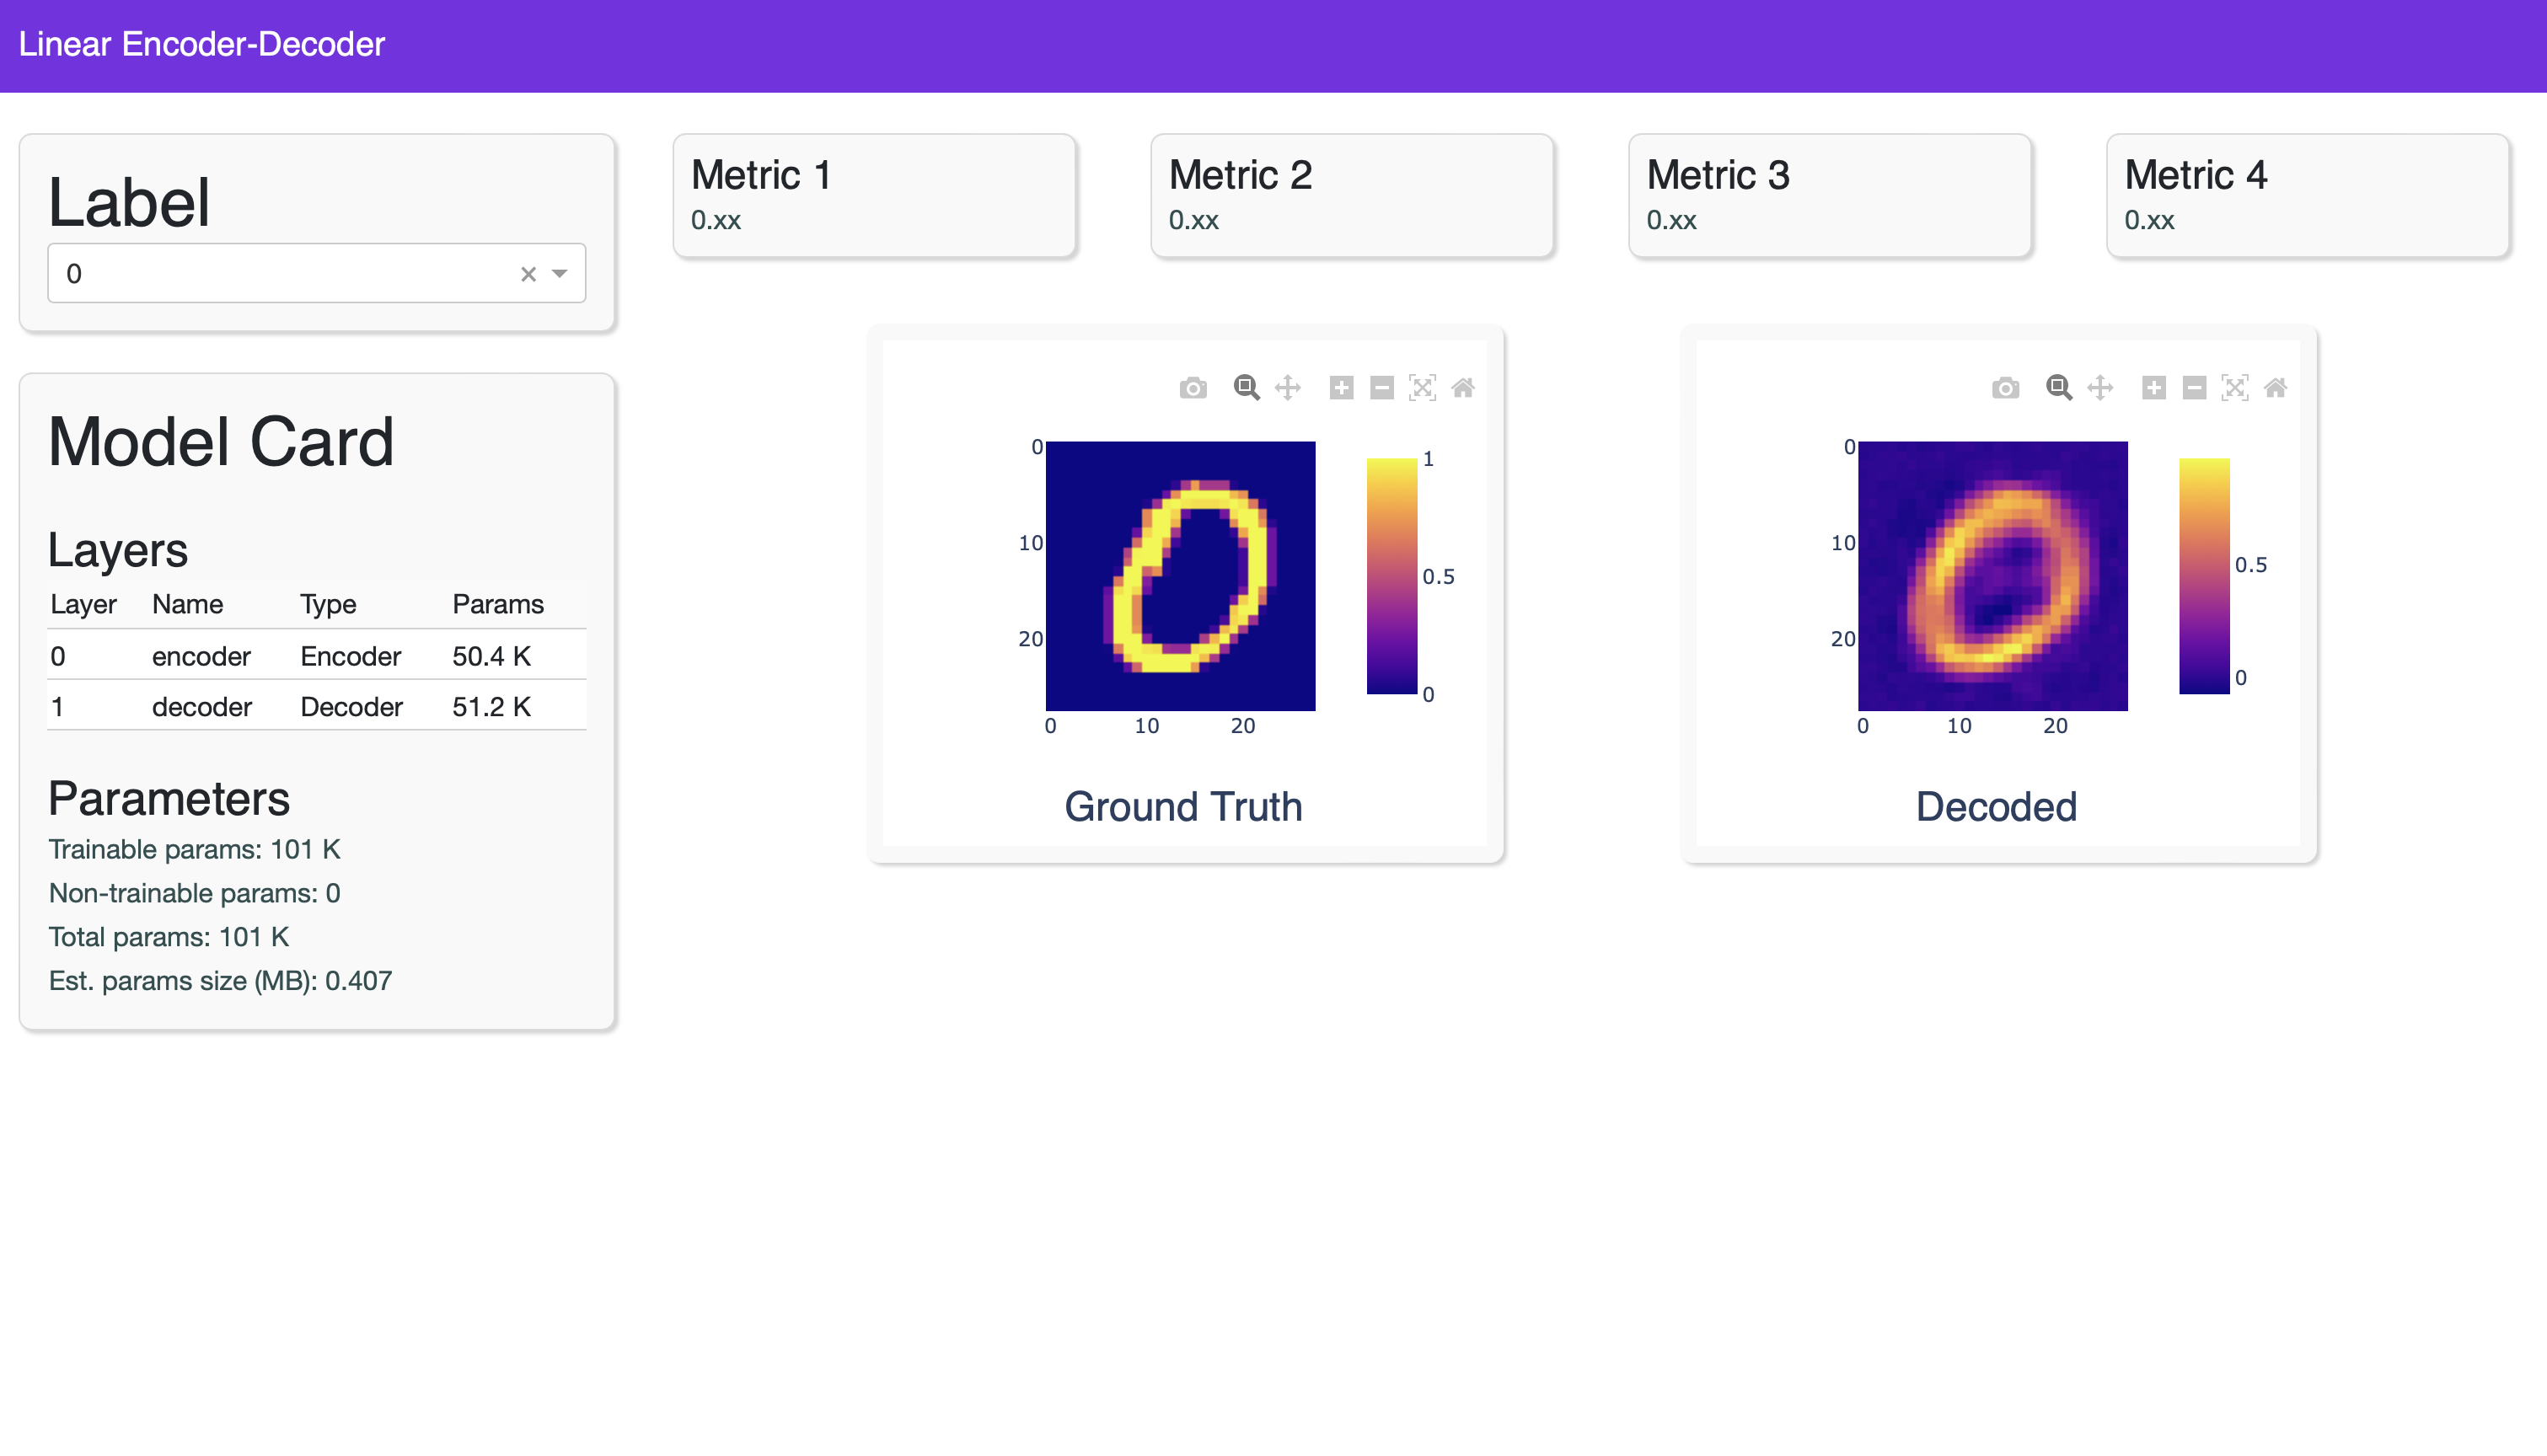 Linear Encoder-Decoder
Label
0
Model Card
Layers
Layer Name Type Params
0 encoder Encoder 50.4 K
1 decoder Decoder 51.2 K
Parameters
Trainable params: 101 K
Non-trainable params: 0
Total params: 101 K
Est. params size (MB): 0.407
Metric 1
0.xx
Metric 2
0.xx
Metric 3
0.xx
Metric 4
0.xx
0
10
20
0 10 20
1
0.5
0
Ground Truth
0
10
20
0 10 20
0.5
0
Decoded